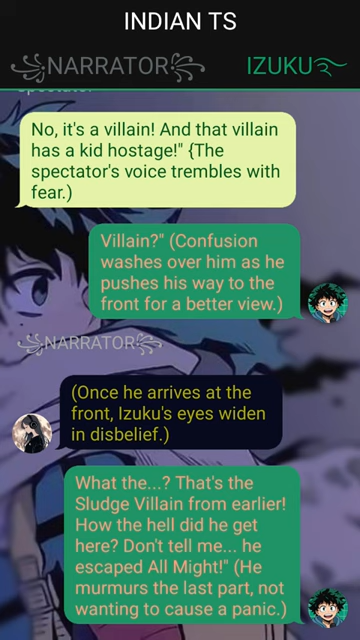 INDIAN TS
NARRATOR
IZUKU
No, it's a villain! And that villain
has a kid hostage!" {The
spectator's voice trembles with
fear.)
Villain?" (Confusion
washes over him as he
pushes his way to the
front for a better view.)
NARRATOR
(Once he arrives at the
front, Izuku's eyes widen
in disbelief.)
What the...? That's the
Sludge Villain from earlier!
How the hell did he get
here? Don't tell me... he
escaped All Might!" (He
murmurs the last part, not
wanting to cause a panic.)